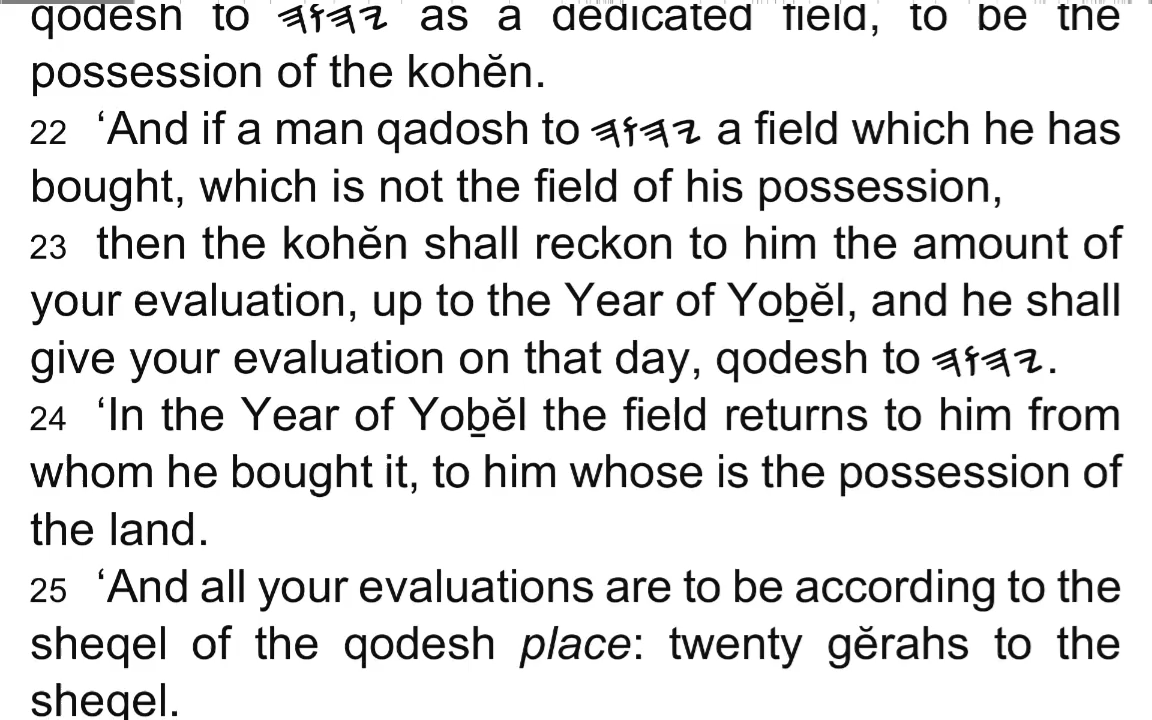 qodesh to 𐤉𐤄𐤅𐤄 as a dedicated field, to be the
possession of the kohĕn.
22 ‘And if a man qadosh to 𐤉𐤄𐤅𐤄 a field which he has
bought, which is not the field of his possession,
23 then the kohĕn shall reckon to him the amount of
your evaluation, up to the Year of Yoḇĕl, and he shall
give your evaluation on that day, qodesh to 𐤉𐤄𐤅𐤄.
24 ‘In the Year of Yoḇĕl the field returns to him from
whom he bought it, to him whose is the possession of
the land.
25 ‘And all your evaluations are to be according to the
sheqel of the qodesh place: twenty gĕrahs to the
sheqel.